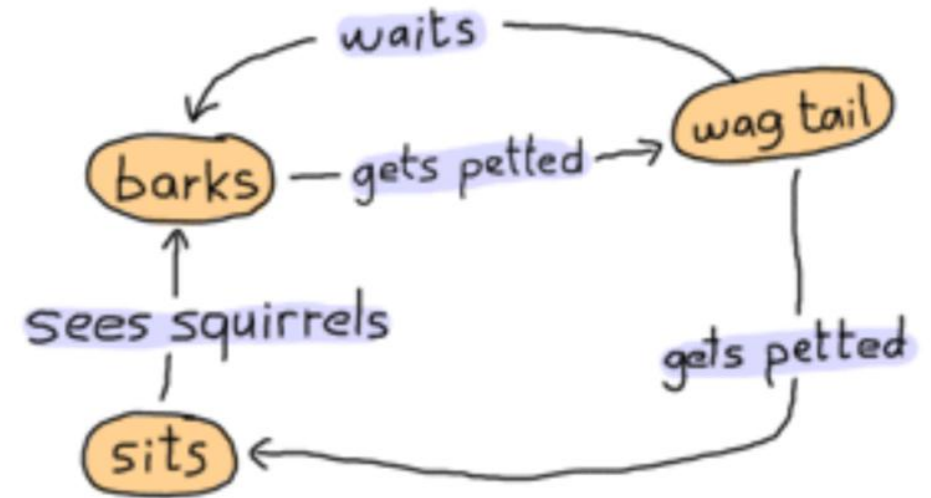 waits
wag tail
barks
gets petted
sees squirrels
gets petted
sits